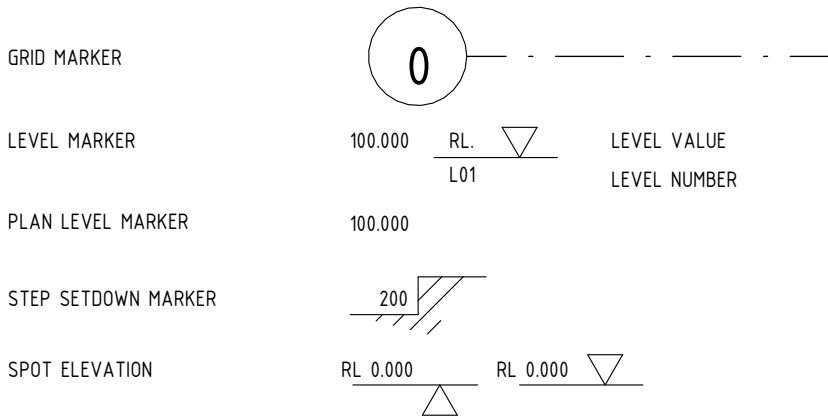 GRID MARKER 0
LEVEL MARKER 100.000 RL. LEVEL VALUE
L01 LEVEL NUMBER
PLAN LEVEL MARKER 100.000
STEP SETDOWN MARKER 200
SPOT ELEVATION RL 0.000 RL 0.000